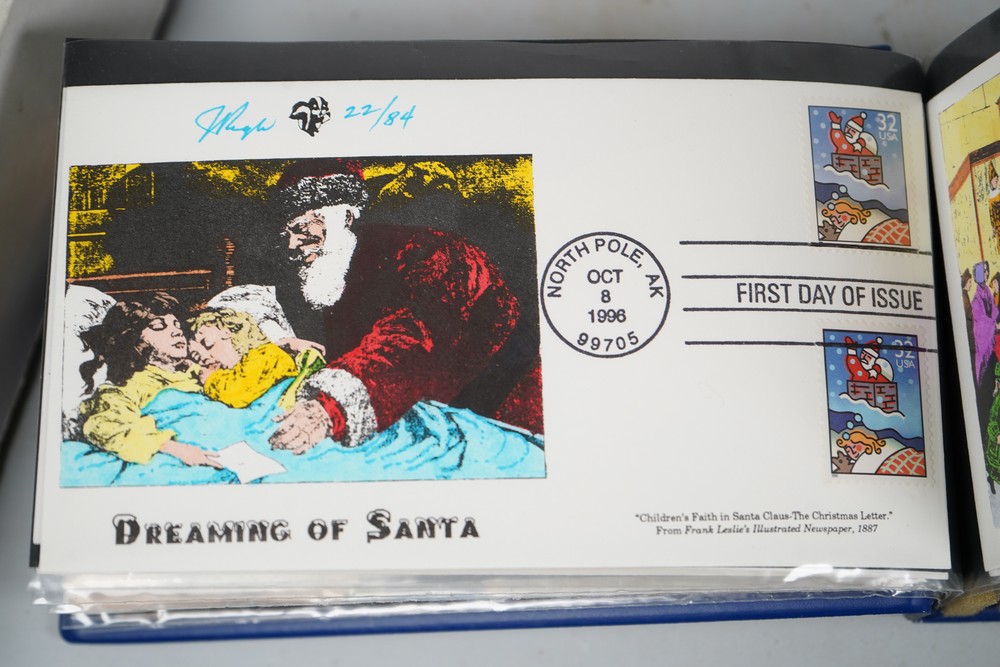 22/84
32
USA
NORTH POLE, AK
OCT
8
1996
99705
FIRST DAY OF ISSUE
32
USA
DREAMING OF SANTA
"Children's Faith in Santa Claus-The Christmas Letter."
From Frank Leslie's Illustrated Newspaper, 1887